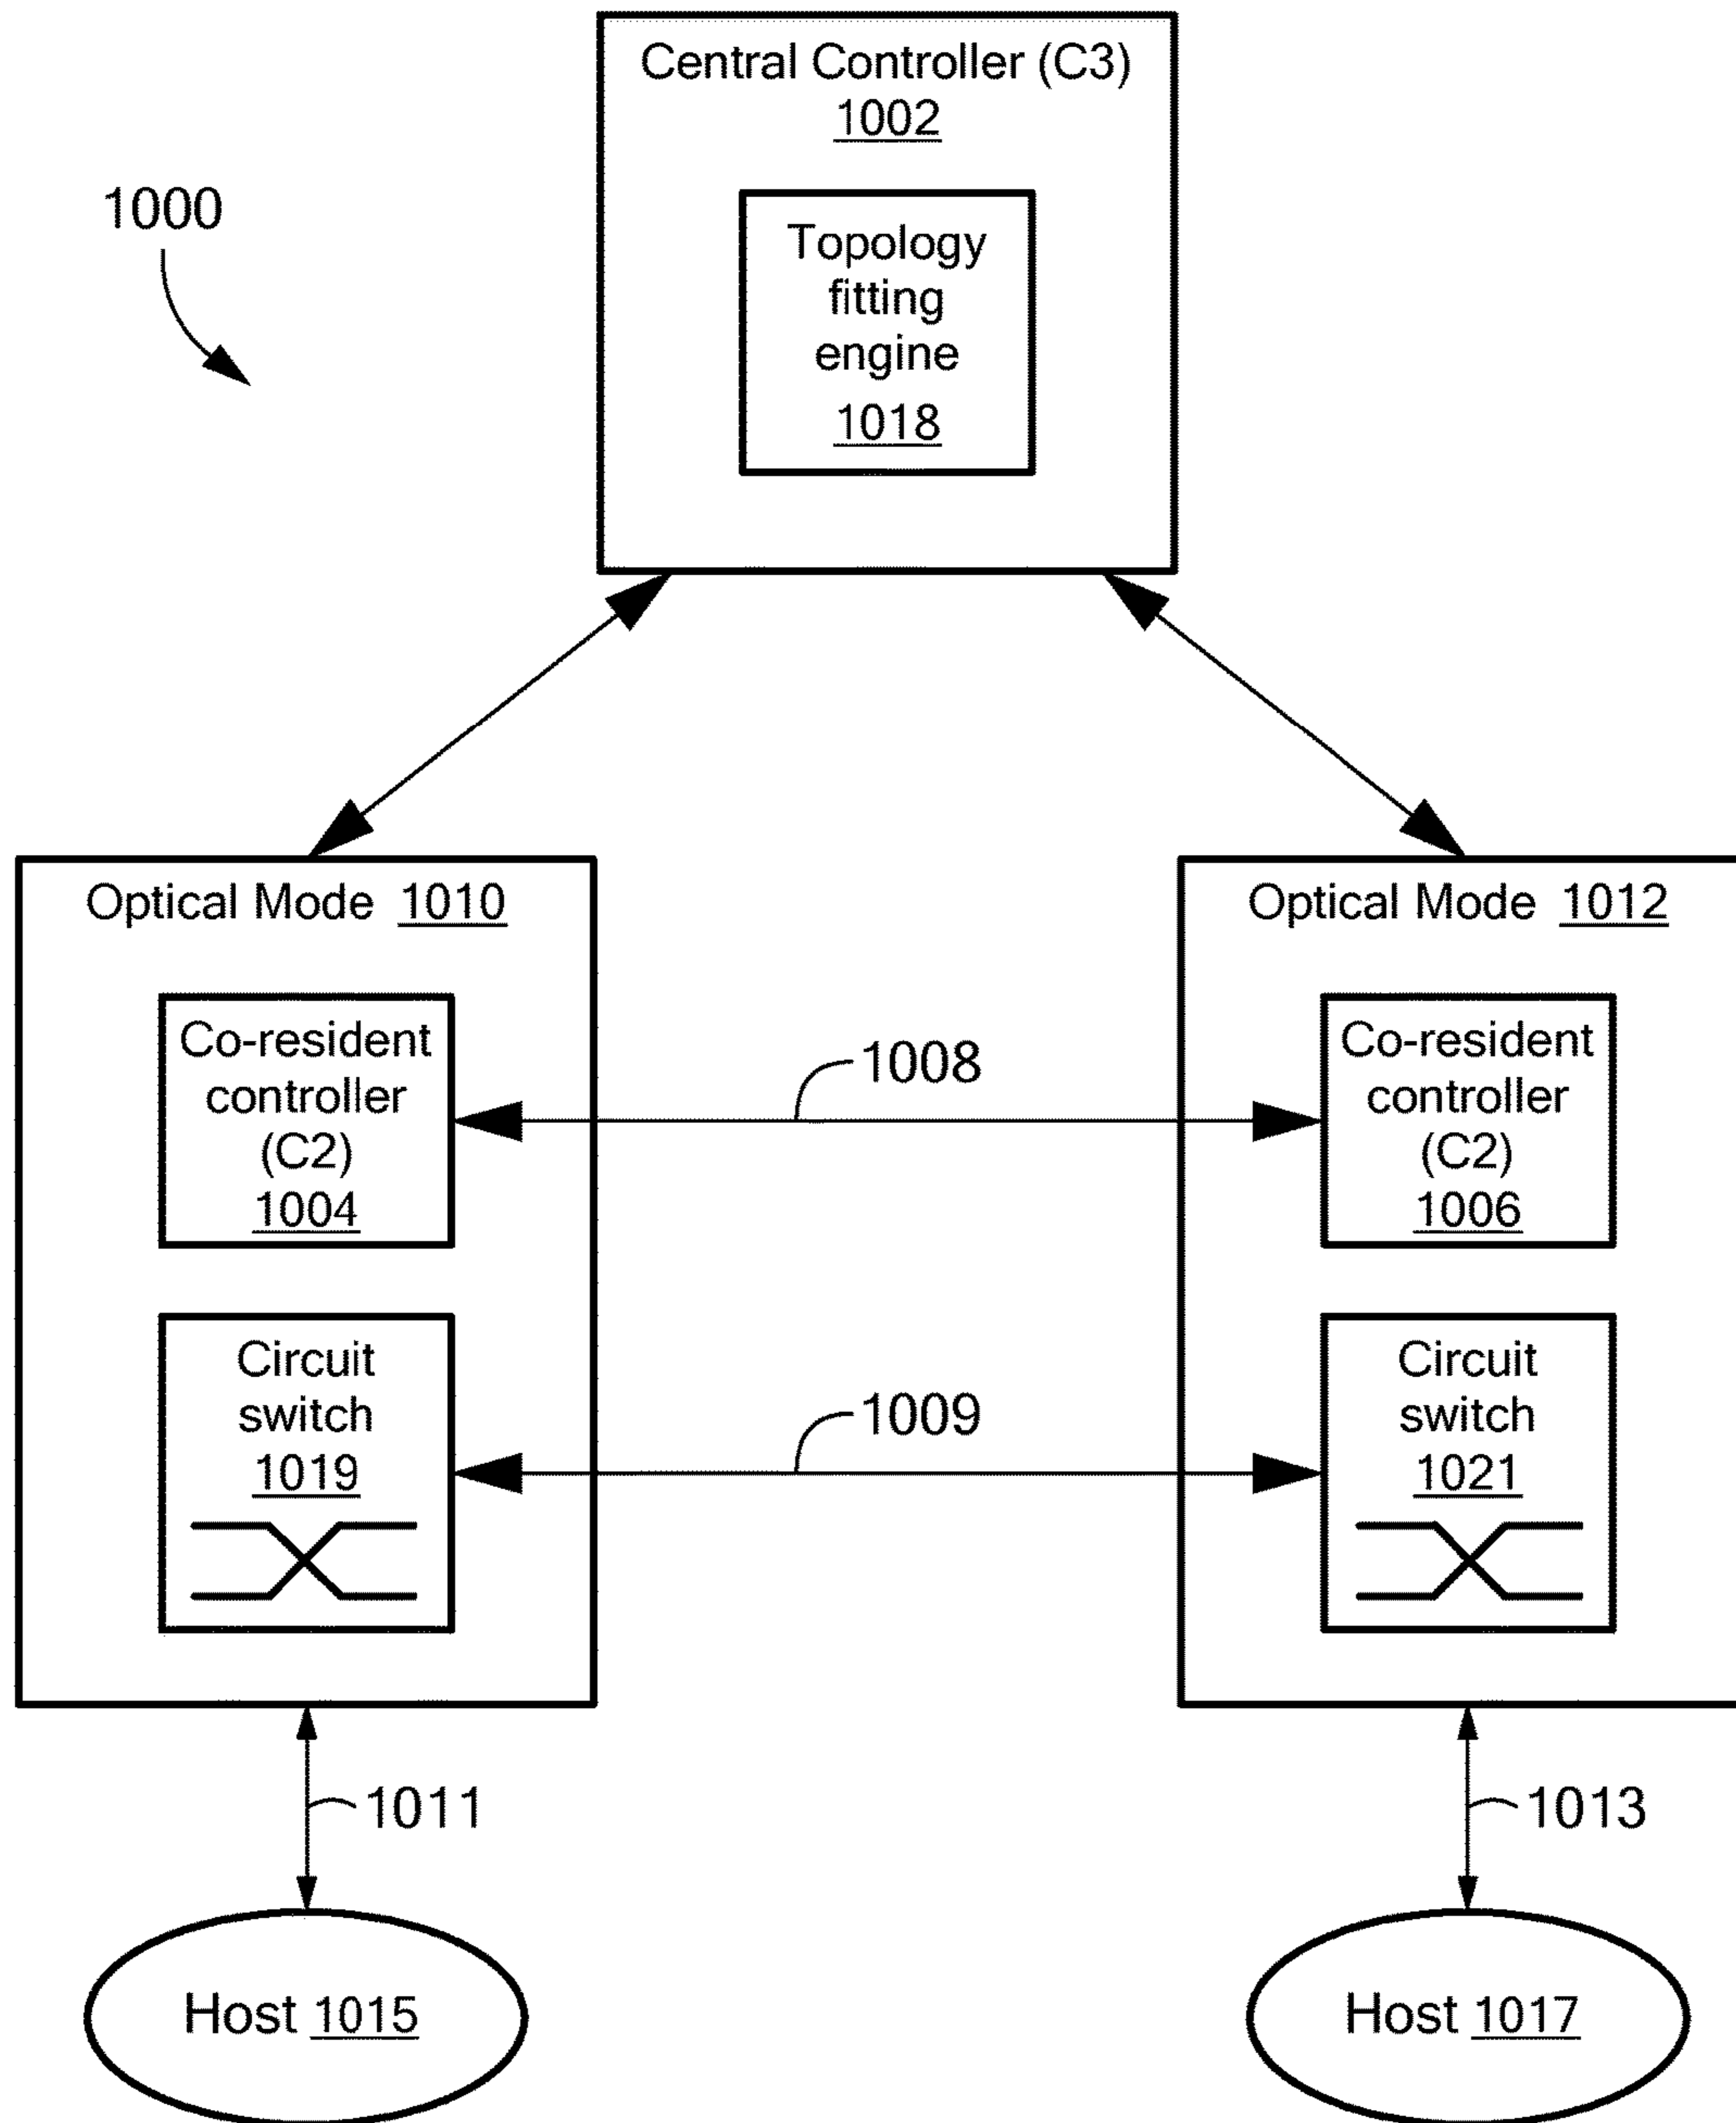 Central Controller (C3)
1002
1000
Topology
fitting
engine
1018
Optical Mode 1010
Co-resident
controller
(C2)
1004
Circuit
switch
1019
Optical Mode 1012
Co-resident
controller
(C2)
1006
Circuit
switch
1021
1008
1009
1011
1013
Host 1015
Host 1017